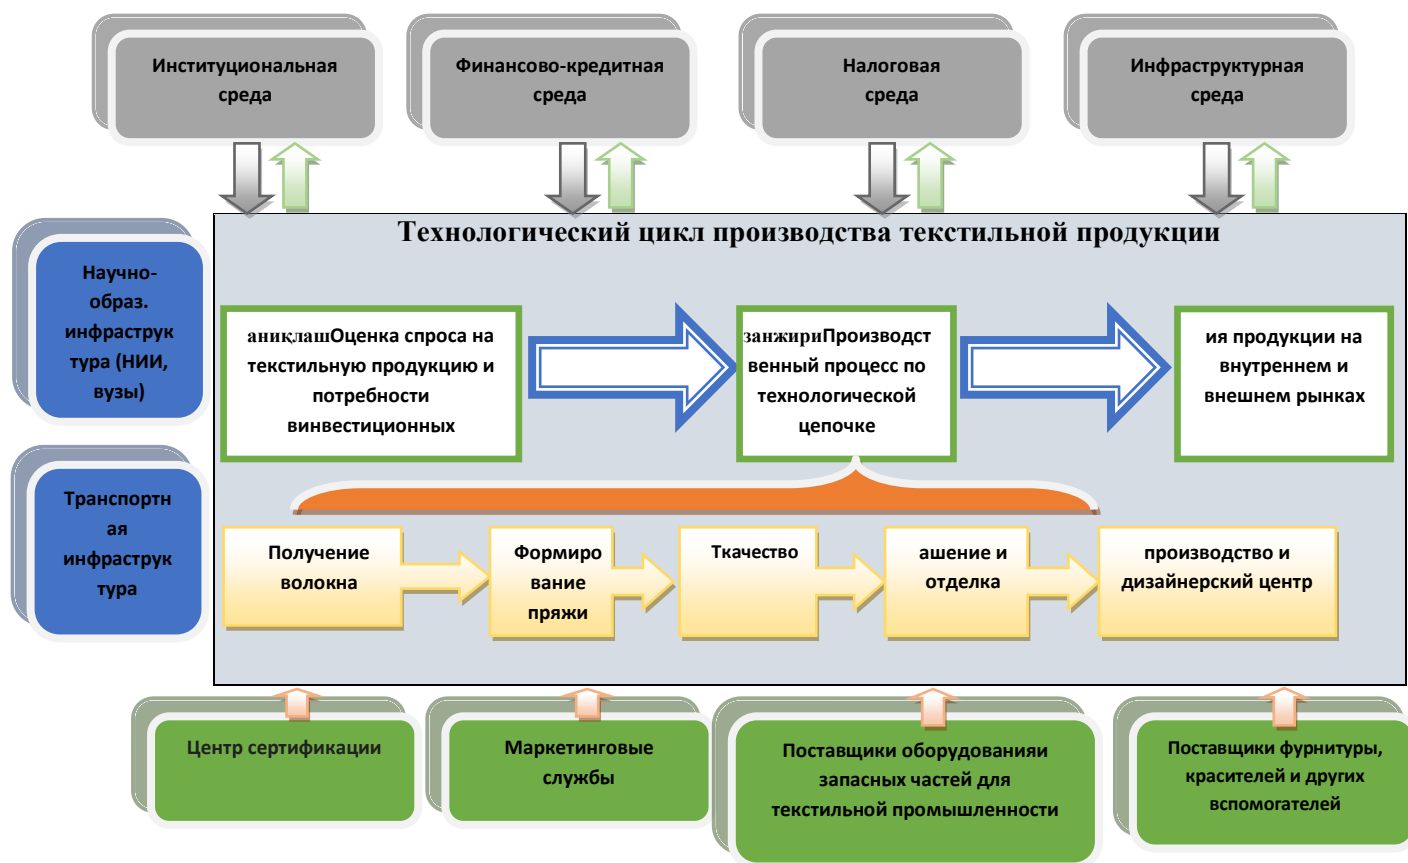 Институциональная
среда
Финансово-кредитная
среда
Налоговая
среда
Инфраструктурная
среда
Технологический цикл производства текстильной продукции
Научно-
образ.
инфраструк
тура (НИИ,
вузы)
аниқлашОценка спроса на
текстильную продукцию и
потребности
винвестиционных
занжириПроизводст
венный процесс по
технологической
цепочке
ия продукции на
внутреннем и
внешнем рынках
Транспортн
ая
инфраструк
тура
Получение
волокна
Формиро
вание
пряжи
Ткачество
ашение и
отделка
производство и
дизайнерский центр
Центр сертификации
Маркетинговые
службы
Поставщики оборудованияи
запасных частей для
текстильной промышленности
Поставщики фурнитуры,
красителей и других
вспомогателей